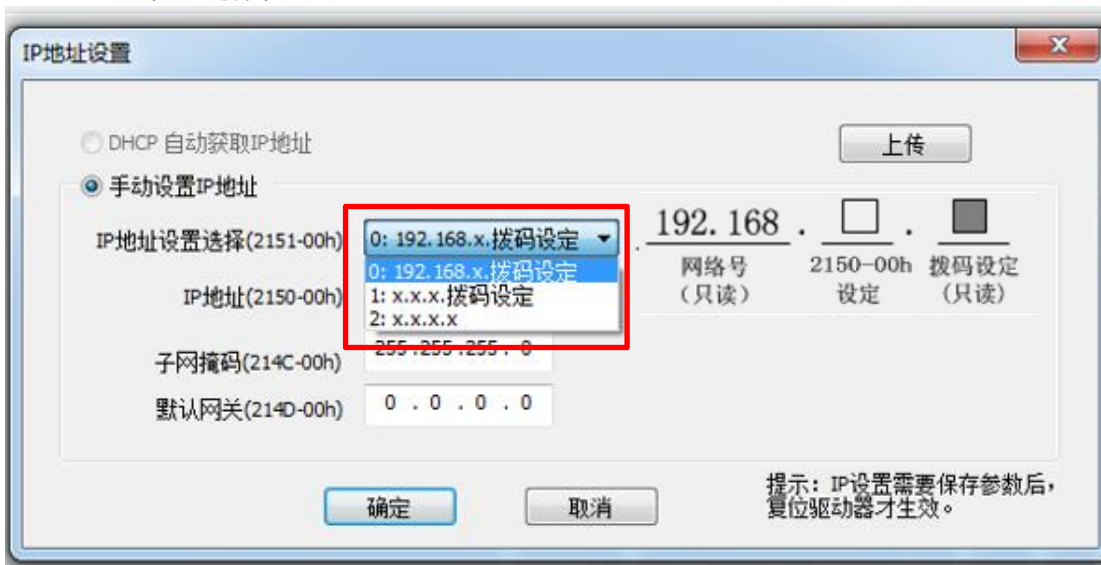 IP地址设置
DHCP 自动获取IP地址
上传
手动设置IP地址
IP地址设置选择(2151-00h)
0: 192.168.x.拨码设定
0: 192.168.x.拨码设定
1: x.x.x.拨码设定
2: x.x.x.x
. 192.168 .  .
网络号 2150-00h 拨码设定
（只读） 设定 （只读）
IP地址(2150-00h)
子网掩码(214C-00h)
255 .255 .255 . 0
默认网关(214D-00h)
0 . 0 . 0 . 0
确定
取消
提示：IP设置需要保存参数后，
复位驱动器才生效。